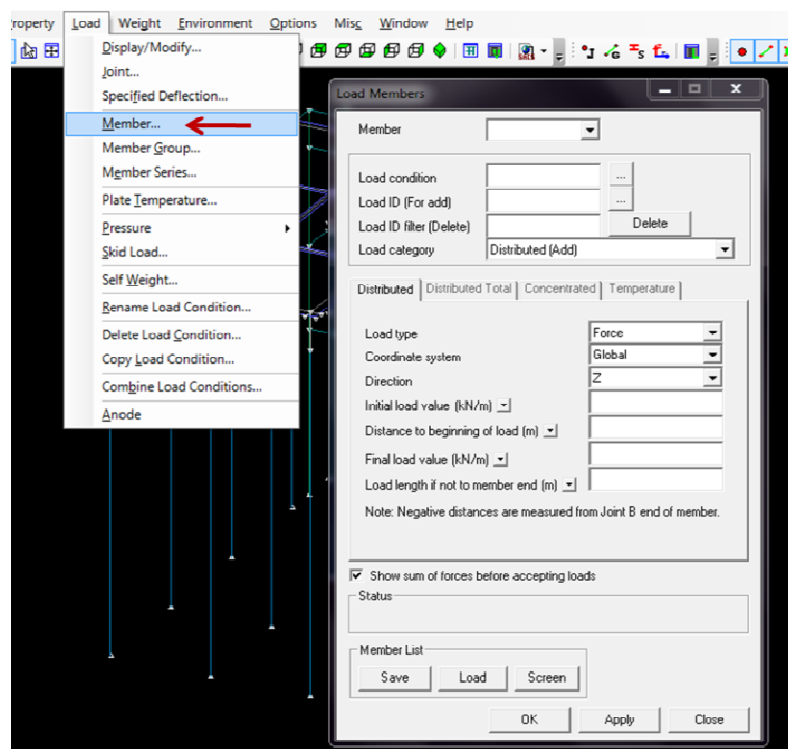 roperty Load Weight Environment Options Misc Window Help
Display/Modify...
Joint...
Specified Deflection...
Member...
Member Group...
Member Series...
Plate Temperature...
Pressure
Skid Load...
Self Weight...
Rename Load Condition...
Delete Load Condition...
Copy Load Condition...
Combine Load Conditions...
Anode
Load Members
Member
Load condition ...
Load ID (For add) ...
Load ID filter (Delete) Delete
Load category Distributed (Add)
Distributed Distributed Total Concentrated Temperature
Load type Force
Coordinate system Global
Direction Z
Initial load value (kN/m)
Distance to beginning of load (m)
Final load value (kN/m)
Load length if not to member end (m)
Note: Negative distances are measured from Joint B end of member.
Show sum of forces before accepting loads
Status
Member List
Save Load Screen
OK Apply Close